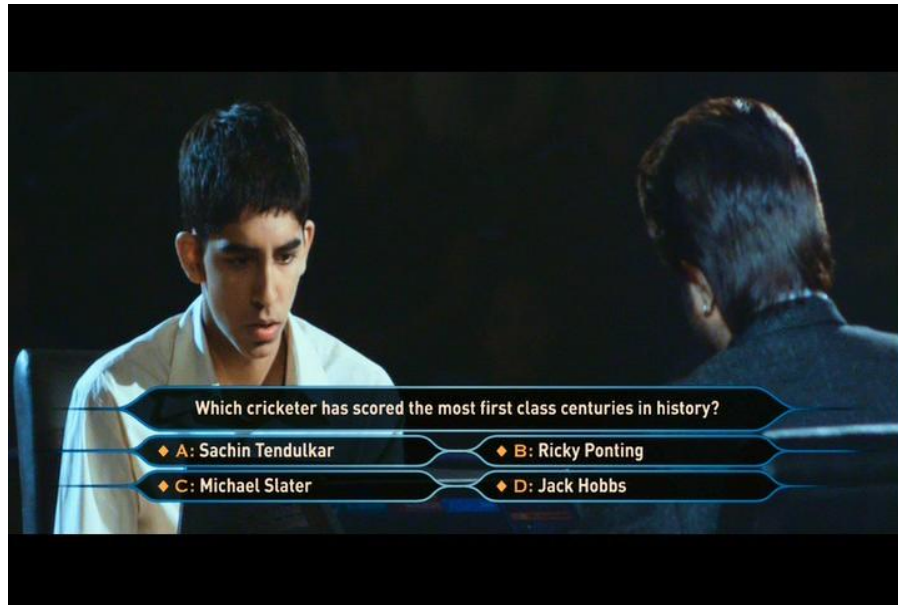 Which cricketer has scored the most first class centuries in history?
A: Sachin Tendulkar
B: Ricky Ponting
C: Michael Slater
D: Jack Hobbs